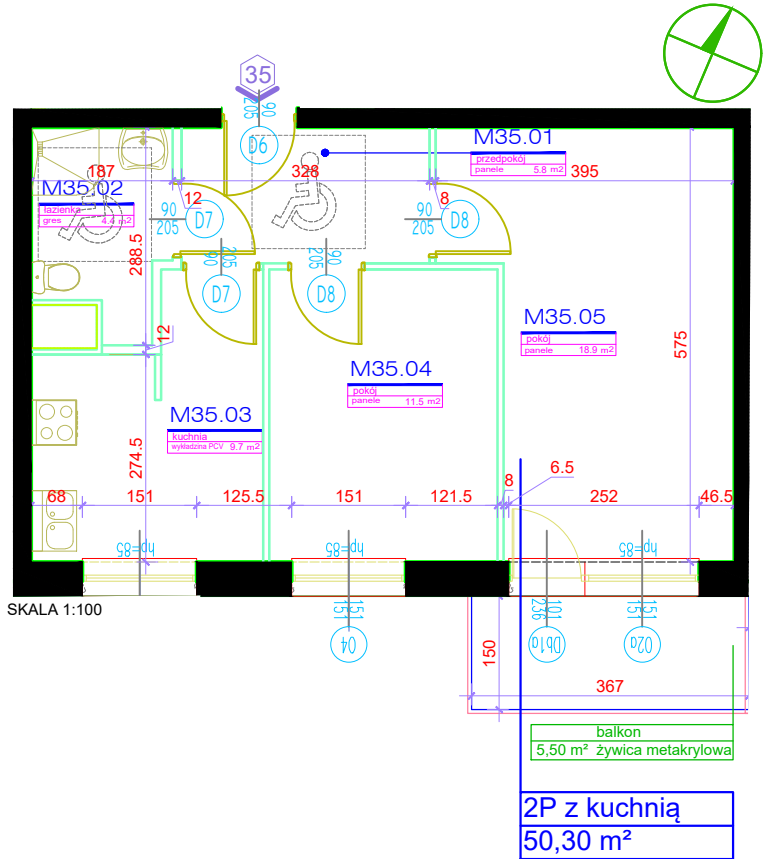 35
90
205
D6
M35.01
przedpokój
panele 5.8 m2
187
328
395
M35.02
łazienka
gres 4.4 m2
12
8
90
205
D7
90
205
D8
288.5
90
205
D7
90
205
D8
12
M35.05
pokój
panele 18.9 m2
575
M35.04
pokój
panele 11.5 m2
M35.03
kuchnia
wykładzina PCV 9.7 m2
274.5
8
6.5
68
151
125.5
151
121.5
252
46.5
hp=85
hp=85
hp=85
SKALA 1:100
151
151
O4
101
236
Db1a
151
151
O2a
150
367
balkon
5,50 m² żywica metakrylowa
2P z kuchnią
50,30 m²